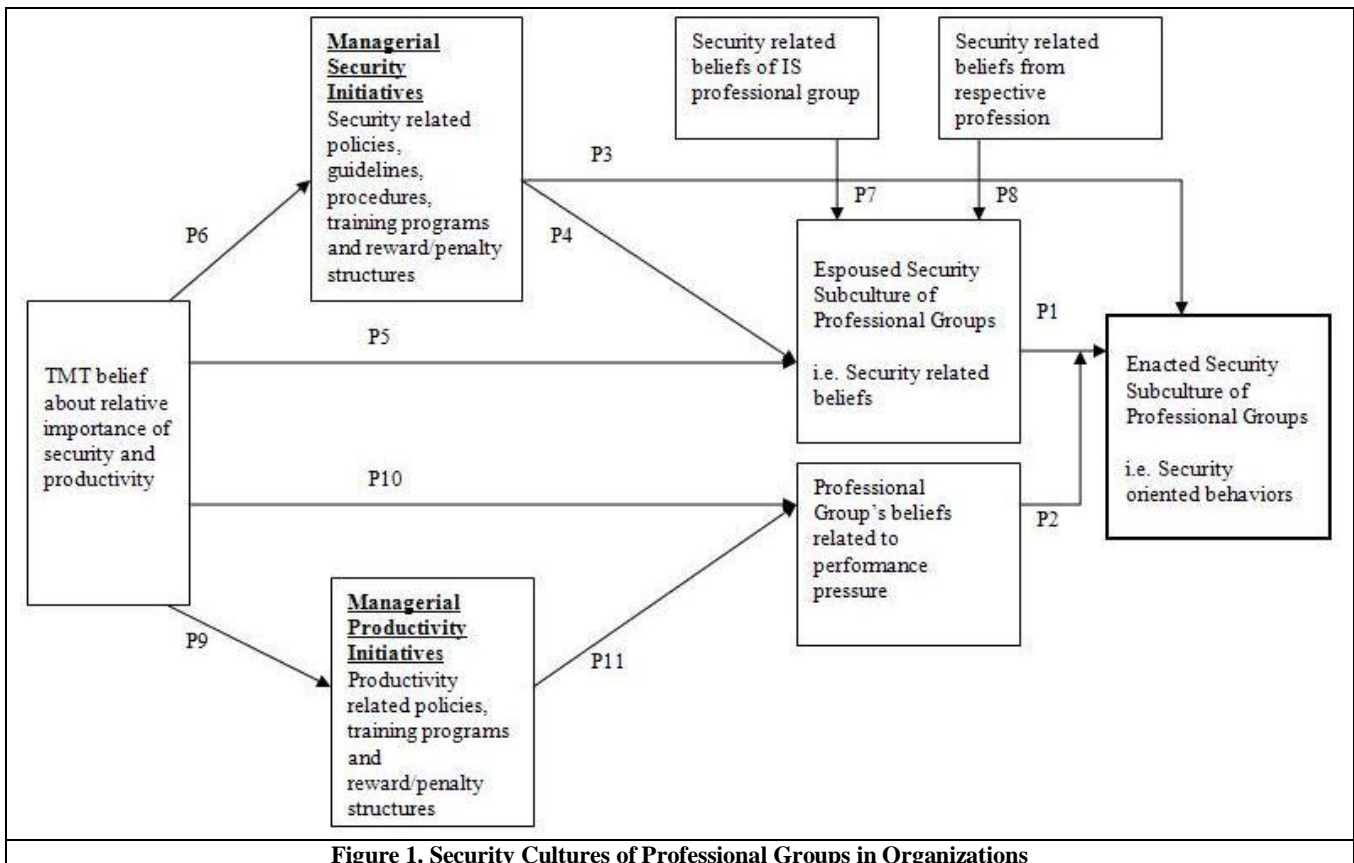 Managerial
Security
Initiatives
Security related
policies,
guidelines,
procedures,
training programs
and reward/penalty
structures
Security related
beliefs of IS
professional group
Security related
beliefs from
respective
profession
P3
P7
P8
P6
P4
Espoused Security
Subculture of
Professional Groups
i.e. Security related
beliefs
P1
P5
TMT belief
about relative
importance of
security and
productivity
Enacted Security
Subculture of
Professional Groups
i.e. Security
oriented behaviors
P10
Professional
Group's beliefs
related to
performance
pressure
P2
P9
Managerial
Productivity
Initiatives
Productivity
related policies,
training programs
and
reward/penalty
structures
P11
Figure 1. Security Cultures of Professional Groups in Organizations